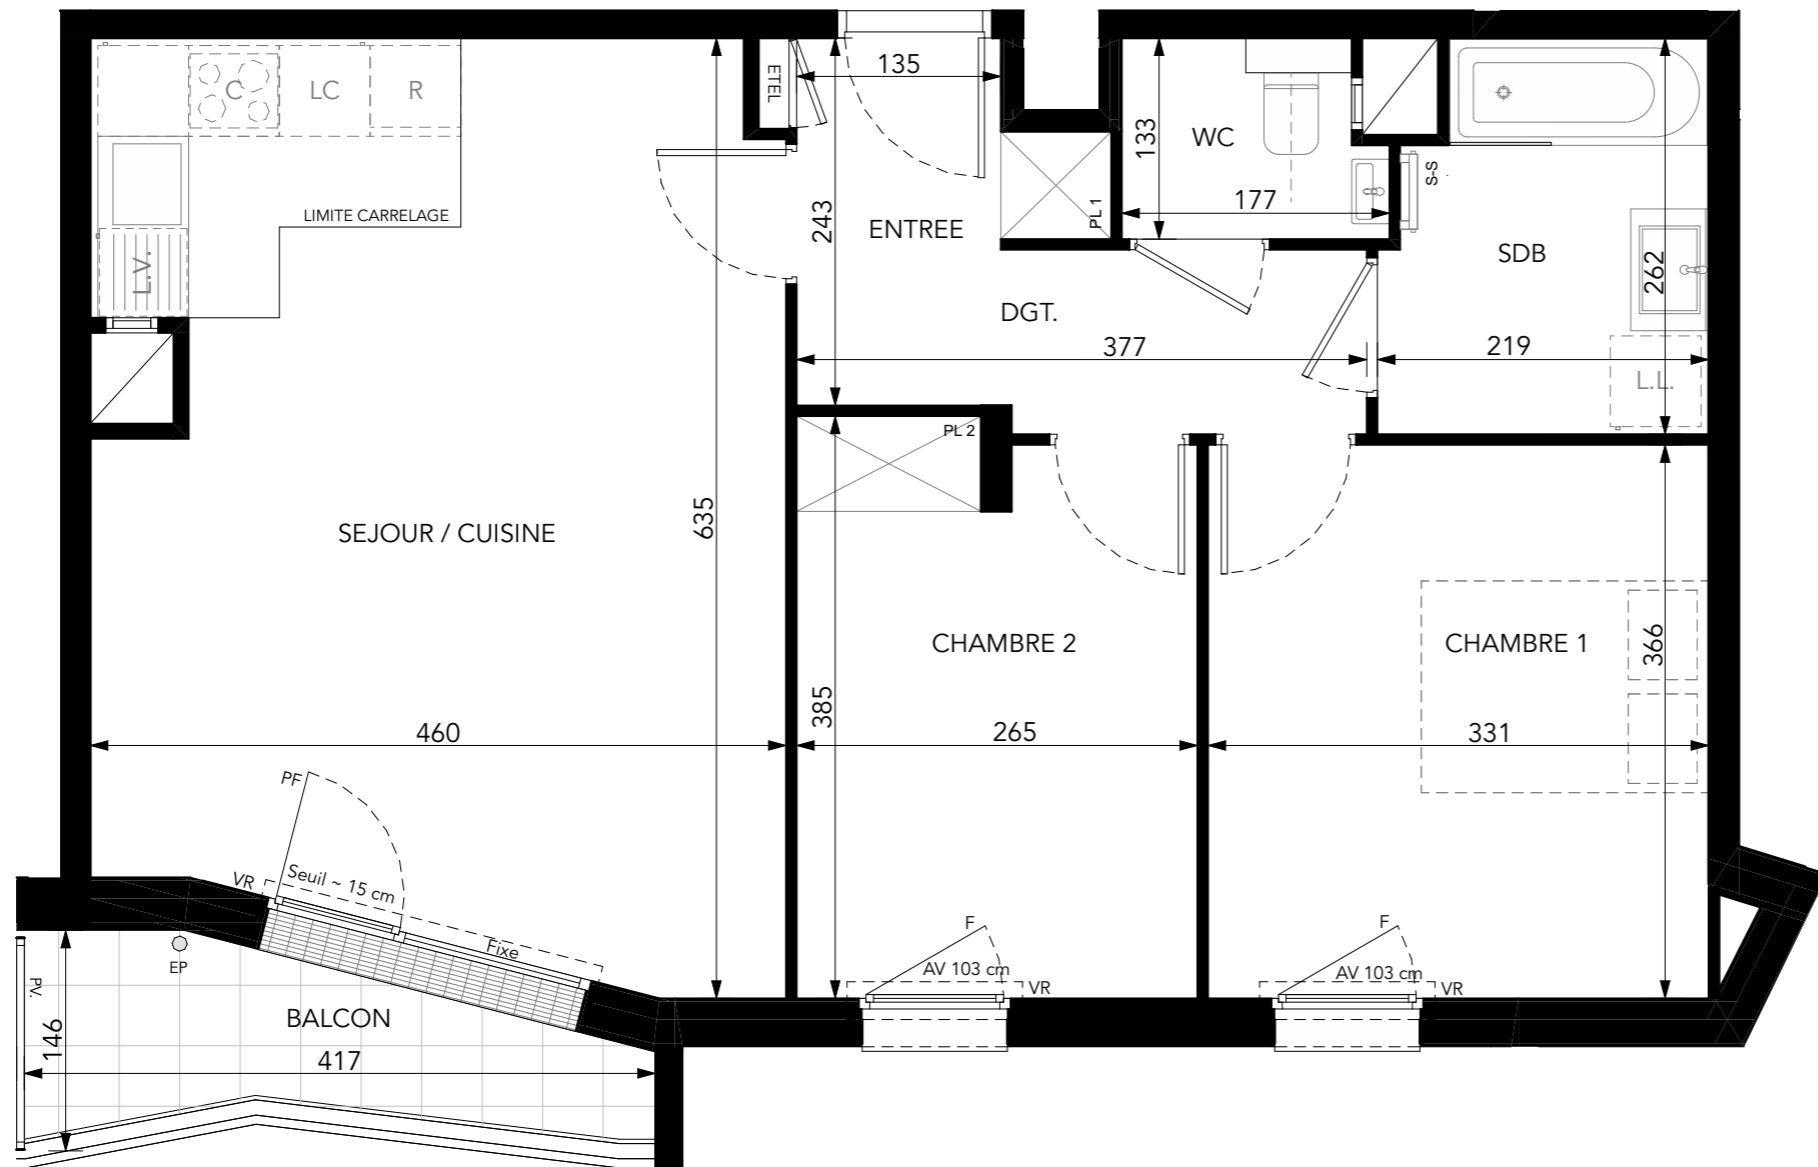 C
LC
R
ETEL
135
WC
133
S-S
177
PL 1
LIMITE CARRELAGE
243
ENTREE
SDB
262
L.V.
DGT.
377
219
L.L.
PL 2
635
SEJOUR / CUISINE
CHAMBRE 2
CHAMBRE 1
366
385
460
265
331
PF
Seuil ~ 15 cm
VR
Fixe
F
AV 103 cm
VR
F
AV 103 cm
VR
EP
PV.
BALCON
146
417